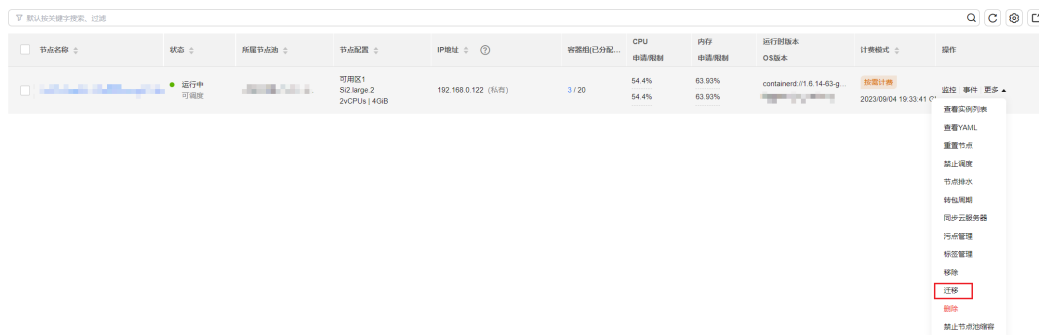 默认按关键字搜索、过滤
节点名称 状态 所属节点池 节点配置 IP地址 ? 容器组(已分配... CPU 申请/限制 内存 申请/限制 运行时版本 OS版本 计费模式 操作
运行中
可调度
可用区1
Si2.large.2
2vCPUs | 4GiB
192.168.0.122 (私有)
3 / 20
54.4%
54.4%
63.93%
63.93%
containerd://1.6.14-63-g...
按需计费
2023/09/04 19:33:41 G
监控 事件 更多
查看实例列表
查看YAML
重置节点
禁止调度
节点排水
转包周期
同步云服务器
污点管理
标签管理
移除
迁移
删除
禁止节点池缩容